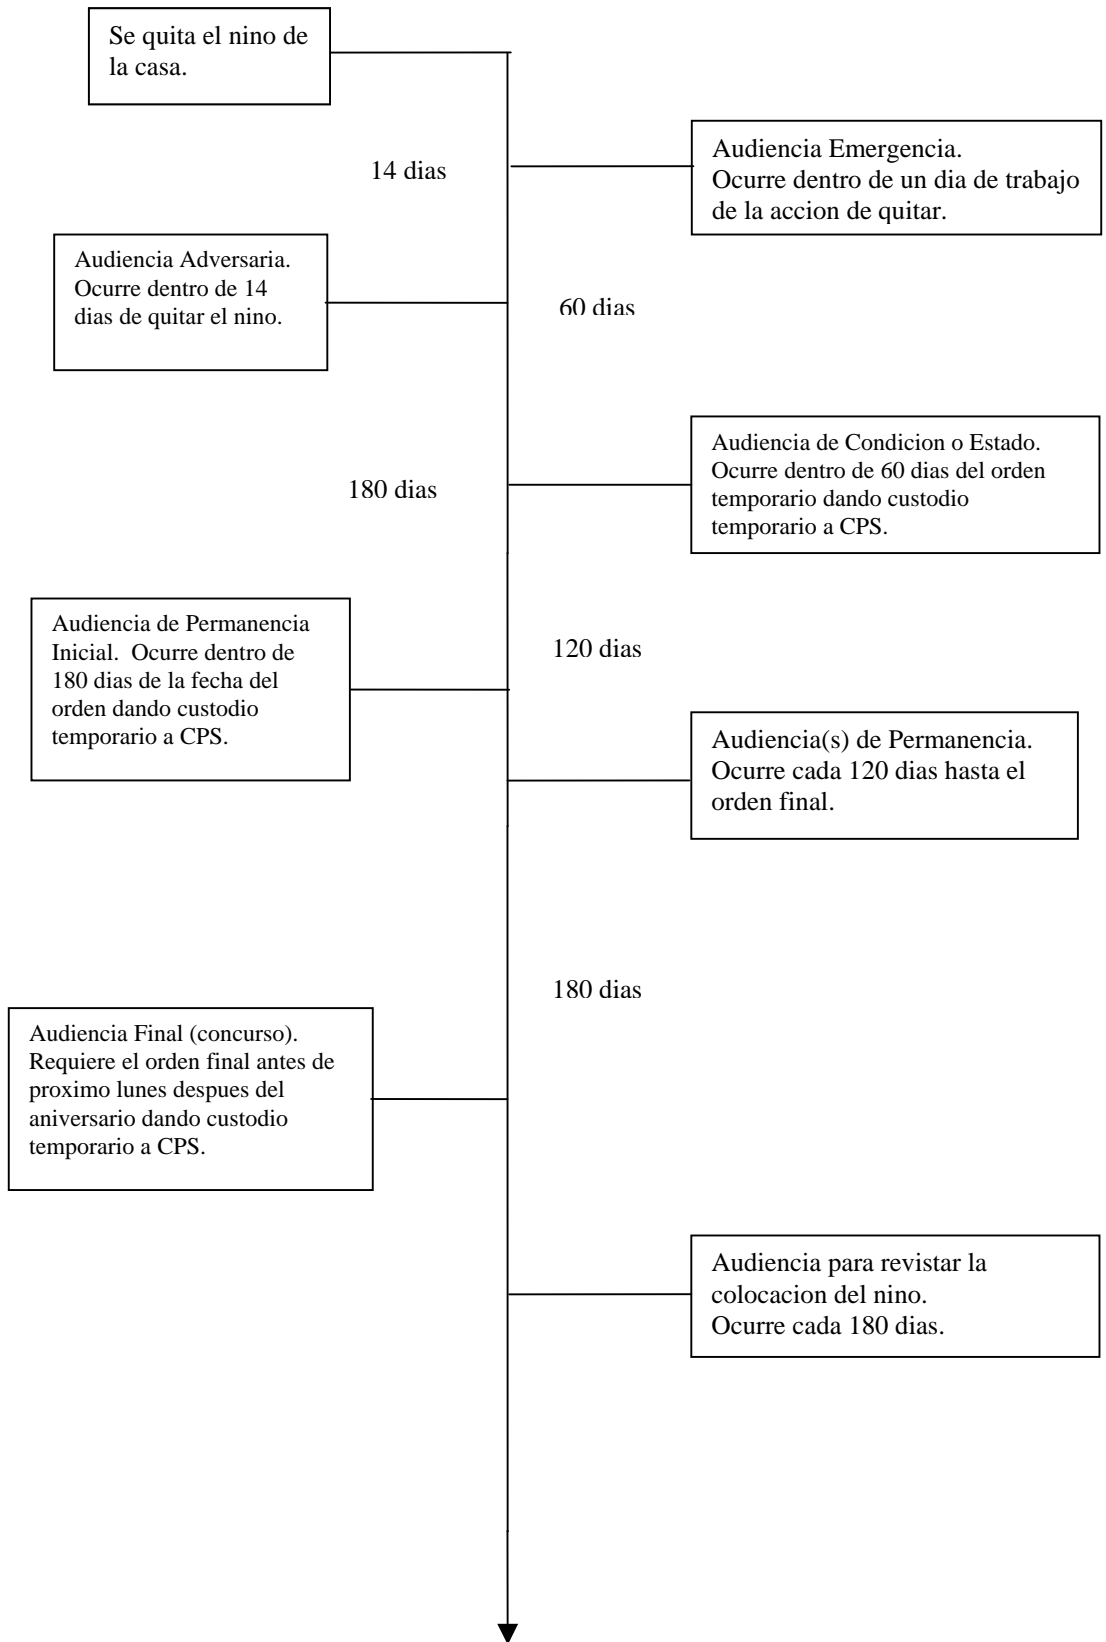 Se quita el nino de
la casa.
14 dias
Audiencia Emergencia.
Ocurre dentro de un dia de trabajo
de la accion de quitar.
Audiencia Adversaria.
Ocurre dentro de 14
dias de quitar el nino.
60 dias
Audiencia de Condicion o Estado.
Ocurre dentro de 60 dias del orden
temporario dando custodio
temporario a CPS.
180 dias
Audiencia de Permanencia
Inicial.  Ocurre dentro de
180 dias de la fecha del
orden dando custodio
temporario a CPS.
120 dias
Audiencia(s) de Permanencia.
Ocurre cada 120 dias hasta el
orden final.
180 dias
Audiencia Final (concurso).
Requiere el orden final antes de
proximo lunes despues del
aniversario dando custodio
temporario a CPS.
Audiencia para revistar la
colocacion del nino.
Ocurre cada 180 dias.